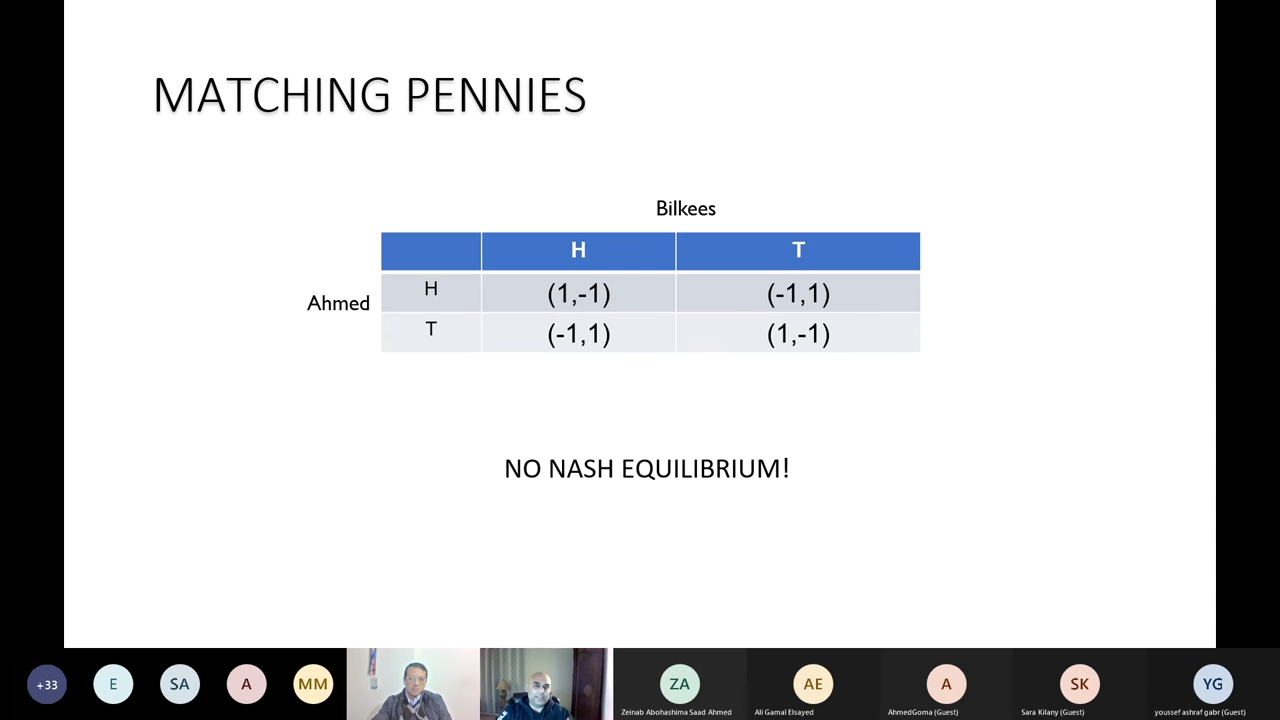 MATCHING PENNIES
Bilkees
H T
Ahmed
H (1,-1) (-1,1)
T (-1,1) (1,-1)
NO NASH EQUILIBRIUM!
+33 E SA A MM ZA AE A SK YG
Zeinab Abohashima Saad Ahmed Ali Gamal Elsayed AhmedGoma (Guest) Sara Kilany (Guest) youssef ashraf gabr (Guest)